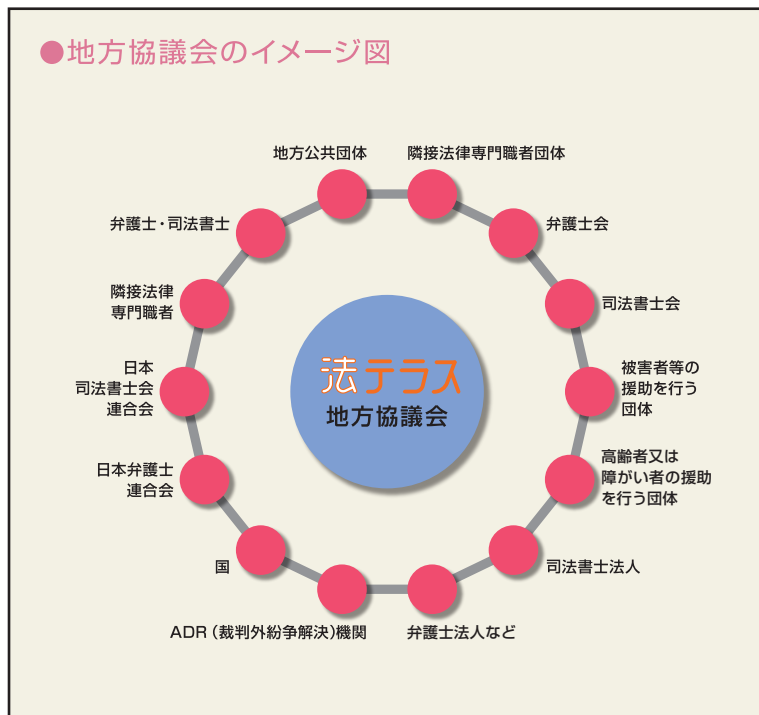 ●地方協議会のイメージ図
地方公共団体
隣接法律専門職者団体
弁護士・司法書士
弁護士会
隣接法律
専門職者
司法書士会
日本
司法書士会
連合会
被害者等の
援助を行う
団体
法テラス
地方協議会
日本弁護士
連合会
高齢者又は
障がい者の援助
を行う団体
国
司法書士法人
ADR（裁判外紛争解決）機関
弁護士法人など